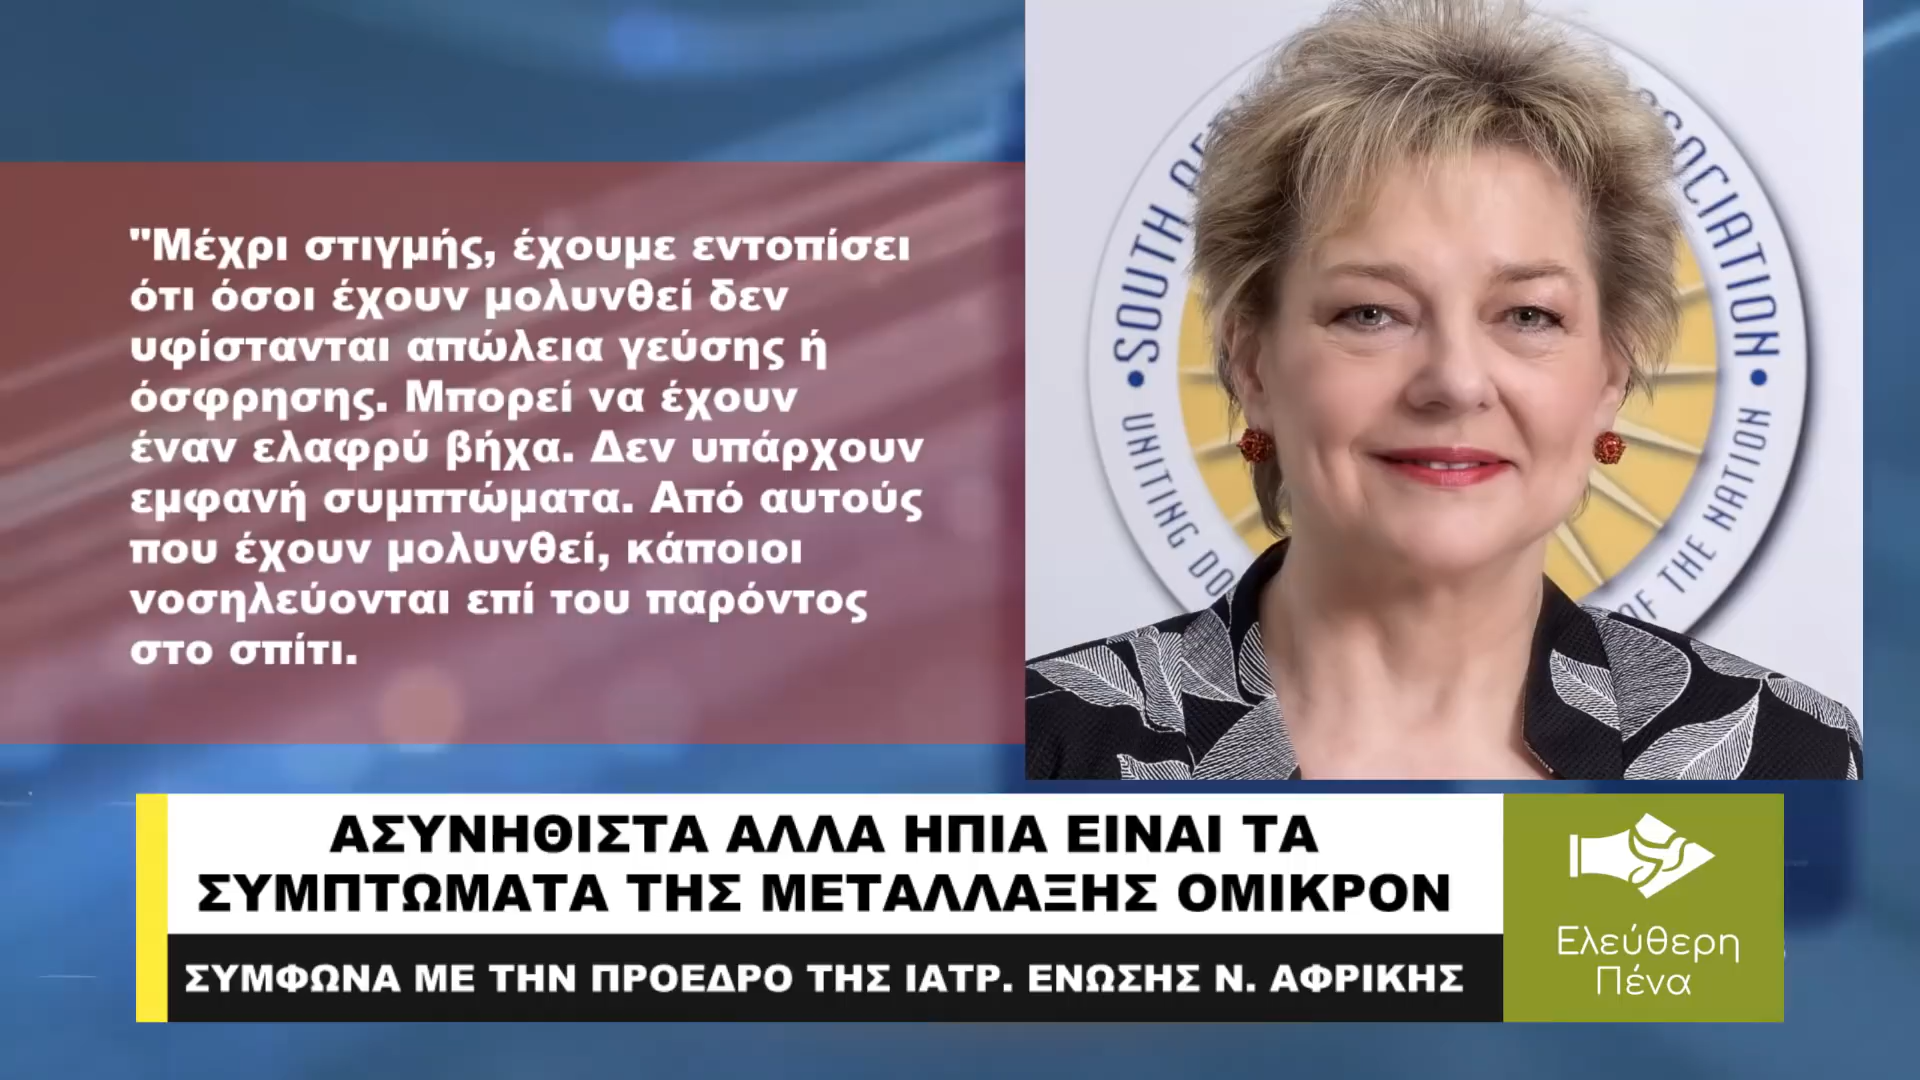 "Μέχρι στιγμής, έχουμε εντοπίσει
ότι όσοι έχουν μολυνθεί δεν
υφίστανται απώλεια γεύσης ή
όσφρησης. Μπορεί να έχουν
έναν ελαφρύ βήχα. Δεν υπάρχουν
εμφανή συμπτώματα. Από αυτούς
που έχουν μολυνθεί, κάποιοι
νοσηλεύονται επί του παρόντος
στο σπίτι.
• SOUTH
SSOCIATION •
UNITING DO
OF THE NATION
ΑΣΥΝΗΘΙΣΤΑ ΑΛΛΑ ΗΠΙΑ ΕΙΝΑΙ ΤΑ
ΣΥΜΠΤΩΜΑΤΑ ΤΗΣ ΜΕΤΑΛΛΑΞΗΣ ΟΜΙΚΡΟΝ
ΣΥΜΦΩΝΑ ΜΕ ΤΗΝ ΠΡΟΕΔΡΟ ΤΗΣ ΙΑΤΡ. ΕΝΩΣΗΣ Ν. ΑΦΡΙΚΗΣ
Ελεύθερη
Πένα